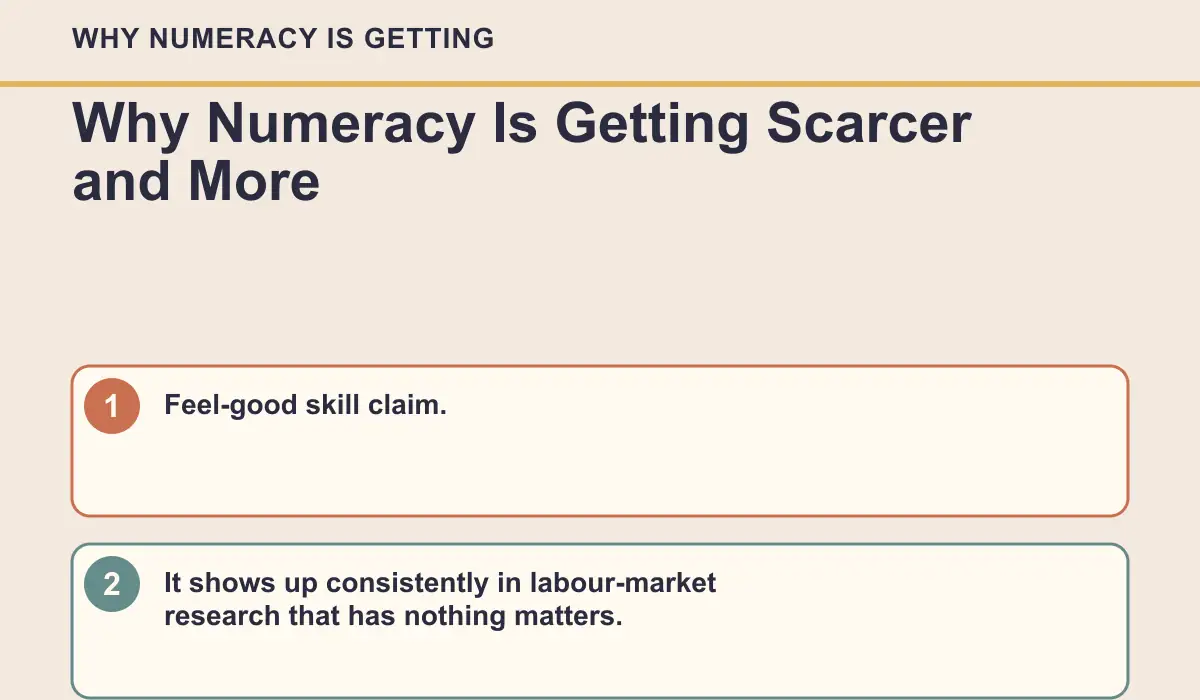 WHY NUMERACY IS GETTING
Why Numeracy Is Getting Scarcer
and More
1
Feel-good skill claim.
2
It shows up consistently in labour-market
research that has nothing matters.